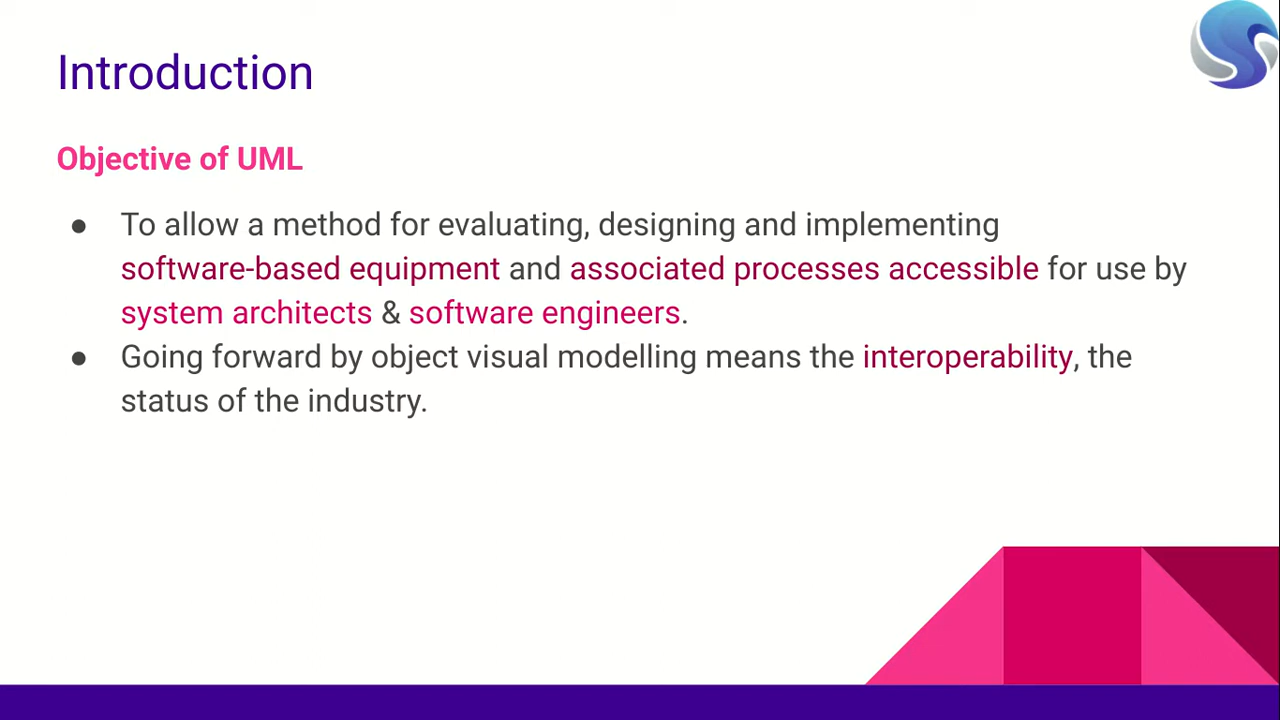 Introduction
Objective of UML
● To allow a method for evaluating, designing and implementing
software-based equipment and associated processes accessible for use by
system architects & software engineers.
● Going forward by object visual modelling means the interoperability, the
status of the industry.